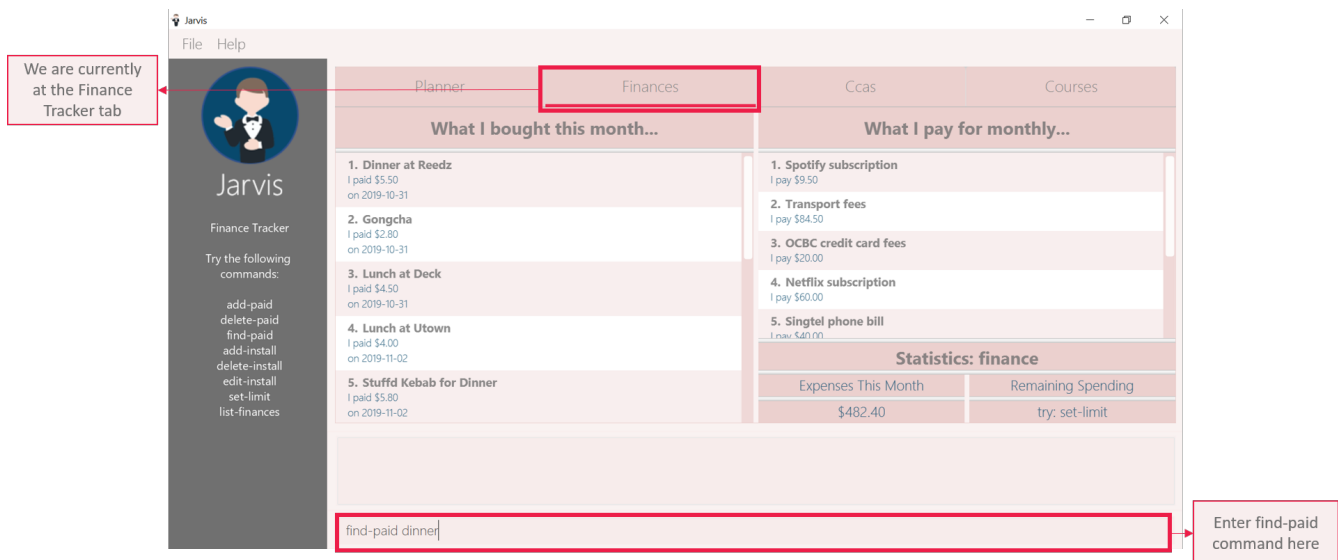 Jarvis
File Help
We are currently
at the Finance
Tracker tab
Jarvis
Finance Tracker
Try the following
commands:
add-paid
delete-paid
find-paid
add-install
delete-install
edit-install
set-limit
list-finances
Planner Finances Ccas Courses
What I bought this month...
1. Dinner at Reedz
I paid $5.50
on 2019-10-31
2. Gongcha
I paid $2.80
on 2019-10-31
3. Lunch at Deck
I paid $4.50
on 2019-10-31
4. Lunch at Utown
I paid $4.00
on 2019-11-02
5. Stuffd Kebab for Dinner
I paid $5.80
on 2019-11-02
What I pay for monthly...
1. Spotify subscription
I pay $9.50
2. Transport fees
I pay $84.50
3. OCBC credit card fees
I pay $20.00
4. Netflix subscription
I pay $60.00
5. Singtel phone bill
I pay $40.00
Statistics: finance
Expenses This Month Remaining Spending
$482.40 try: set-limit
find-paid dinner
Enter find-paid
command here